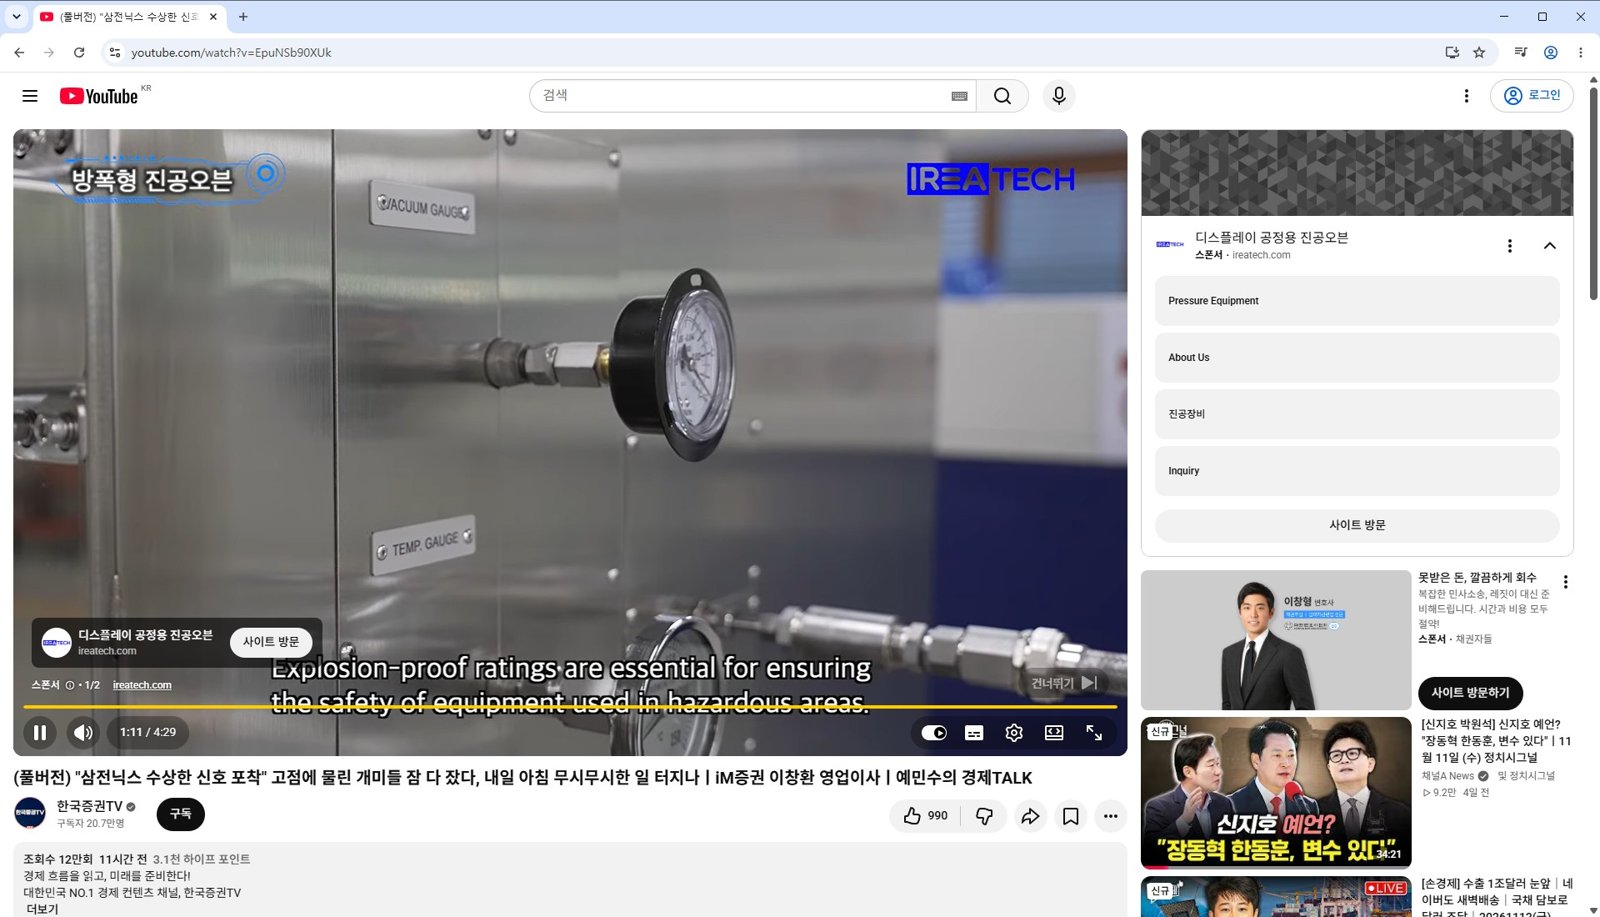 (풀버전) "삼전닉스 수상한 신호
youtube.com/watch?v=EpuNSb90XUk
YouTube KR
검색
로그인
방폭형 진공오븐
IREA TECH
VACUUM GAUGE
TEMP. GAUGE
디스플레이 공정용 진공오븐
ireatech.com
사이트 방문
Explosion-proof ratings are essential for ensuring
the safety of equipment used in hazardous areas.
스폰서 · 1/2 ireatech.com
건너뛰기
1:11 / 4:29
(풀버전) "삼전닉스 수상한 신호 포착" 고점에 물린 개미들 잠 다 잤다, 내일 아침 무시무시한 일 터지나ㅣiM증권 이창환 영업이사ㅣ예민수의 경제TALK
한국증권TV
한국증권TV
구독자 20.7만명
구독
990
조회수 12만회 11시간 전 3.1천 하이프 포인트
경제 흐름을 읽고, 미래를 준비한다!
대한민국 NO.1 경제 컨텐츠 채널, 한국증권TV
더보기
IREA TECH
디스플레이 공정용 진공오븐
스폰서 · ireatech.com
Pressure Equipment
About Us
진공장비
Inquiry
사이트 방문
이창형 변호사
못받은 돈, 깔끔하게 회수
복잡한 민사소송, 레짓이 대신 준
비해드립니다. 시간과 비용 모두
절약!
스폰서 · 채권자들
사이트 방문하기
신규
신지호 예언?
"장동혁 한동훈, 변수 있다"
34:21
[신지호 박원석] 신지호 예언?
"장동혁 한동훈, 변수 있다"ㅣ11
월 11일 (수) 정치시그널
채널A News 및 정치시그널
9.2만 4일 전
신규
LIVE
[손경제] 수출 1조달러 눈앞ㅣ네
이버도 새벽배송ㅣ국채 담보로